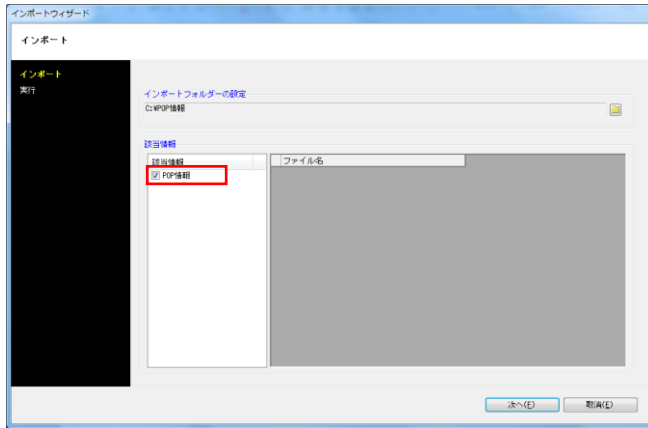 インポートウィザード
インポート
インポート
実行
インポートフォルダーの設定
C:¥POP情報
該当情報
該当情報
ファイル名
POP情報
次へ(F)
取消(E)